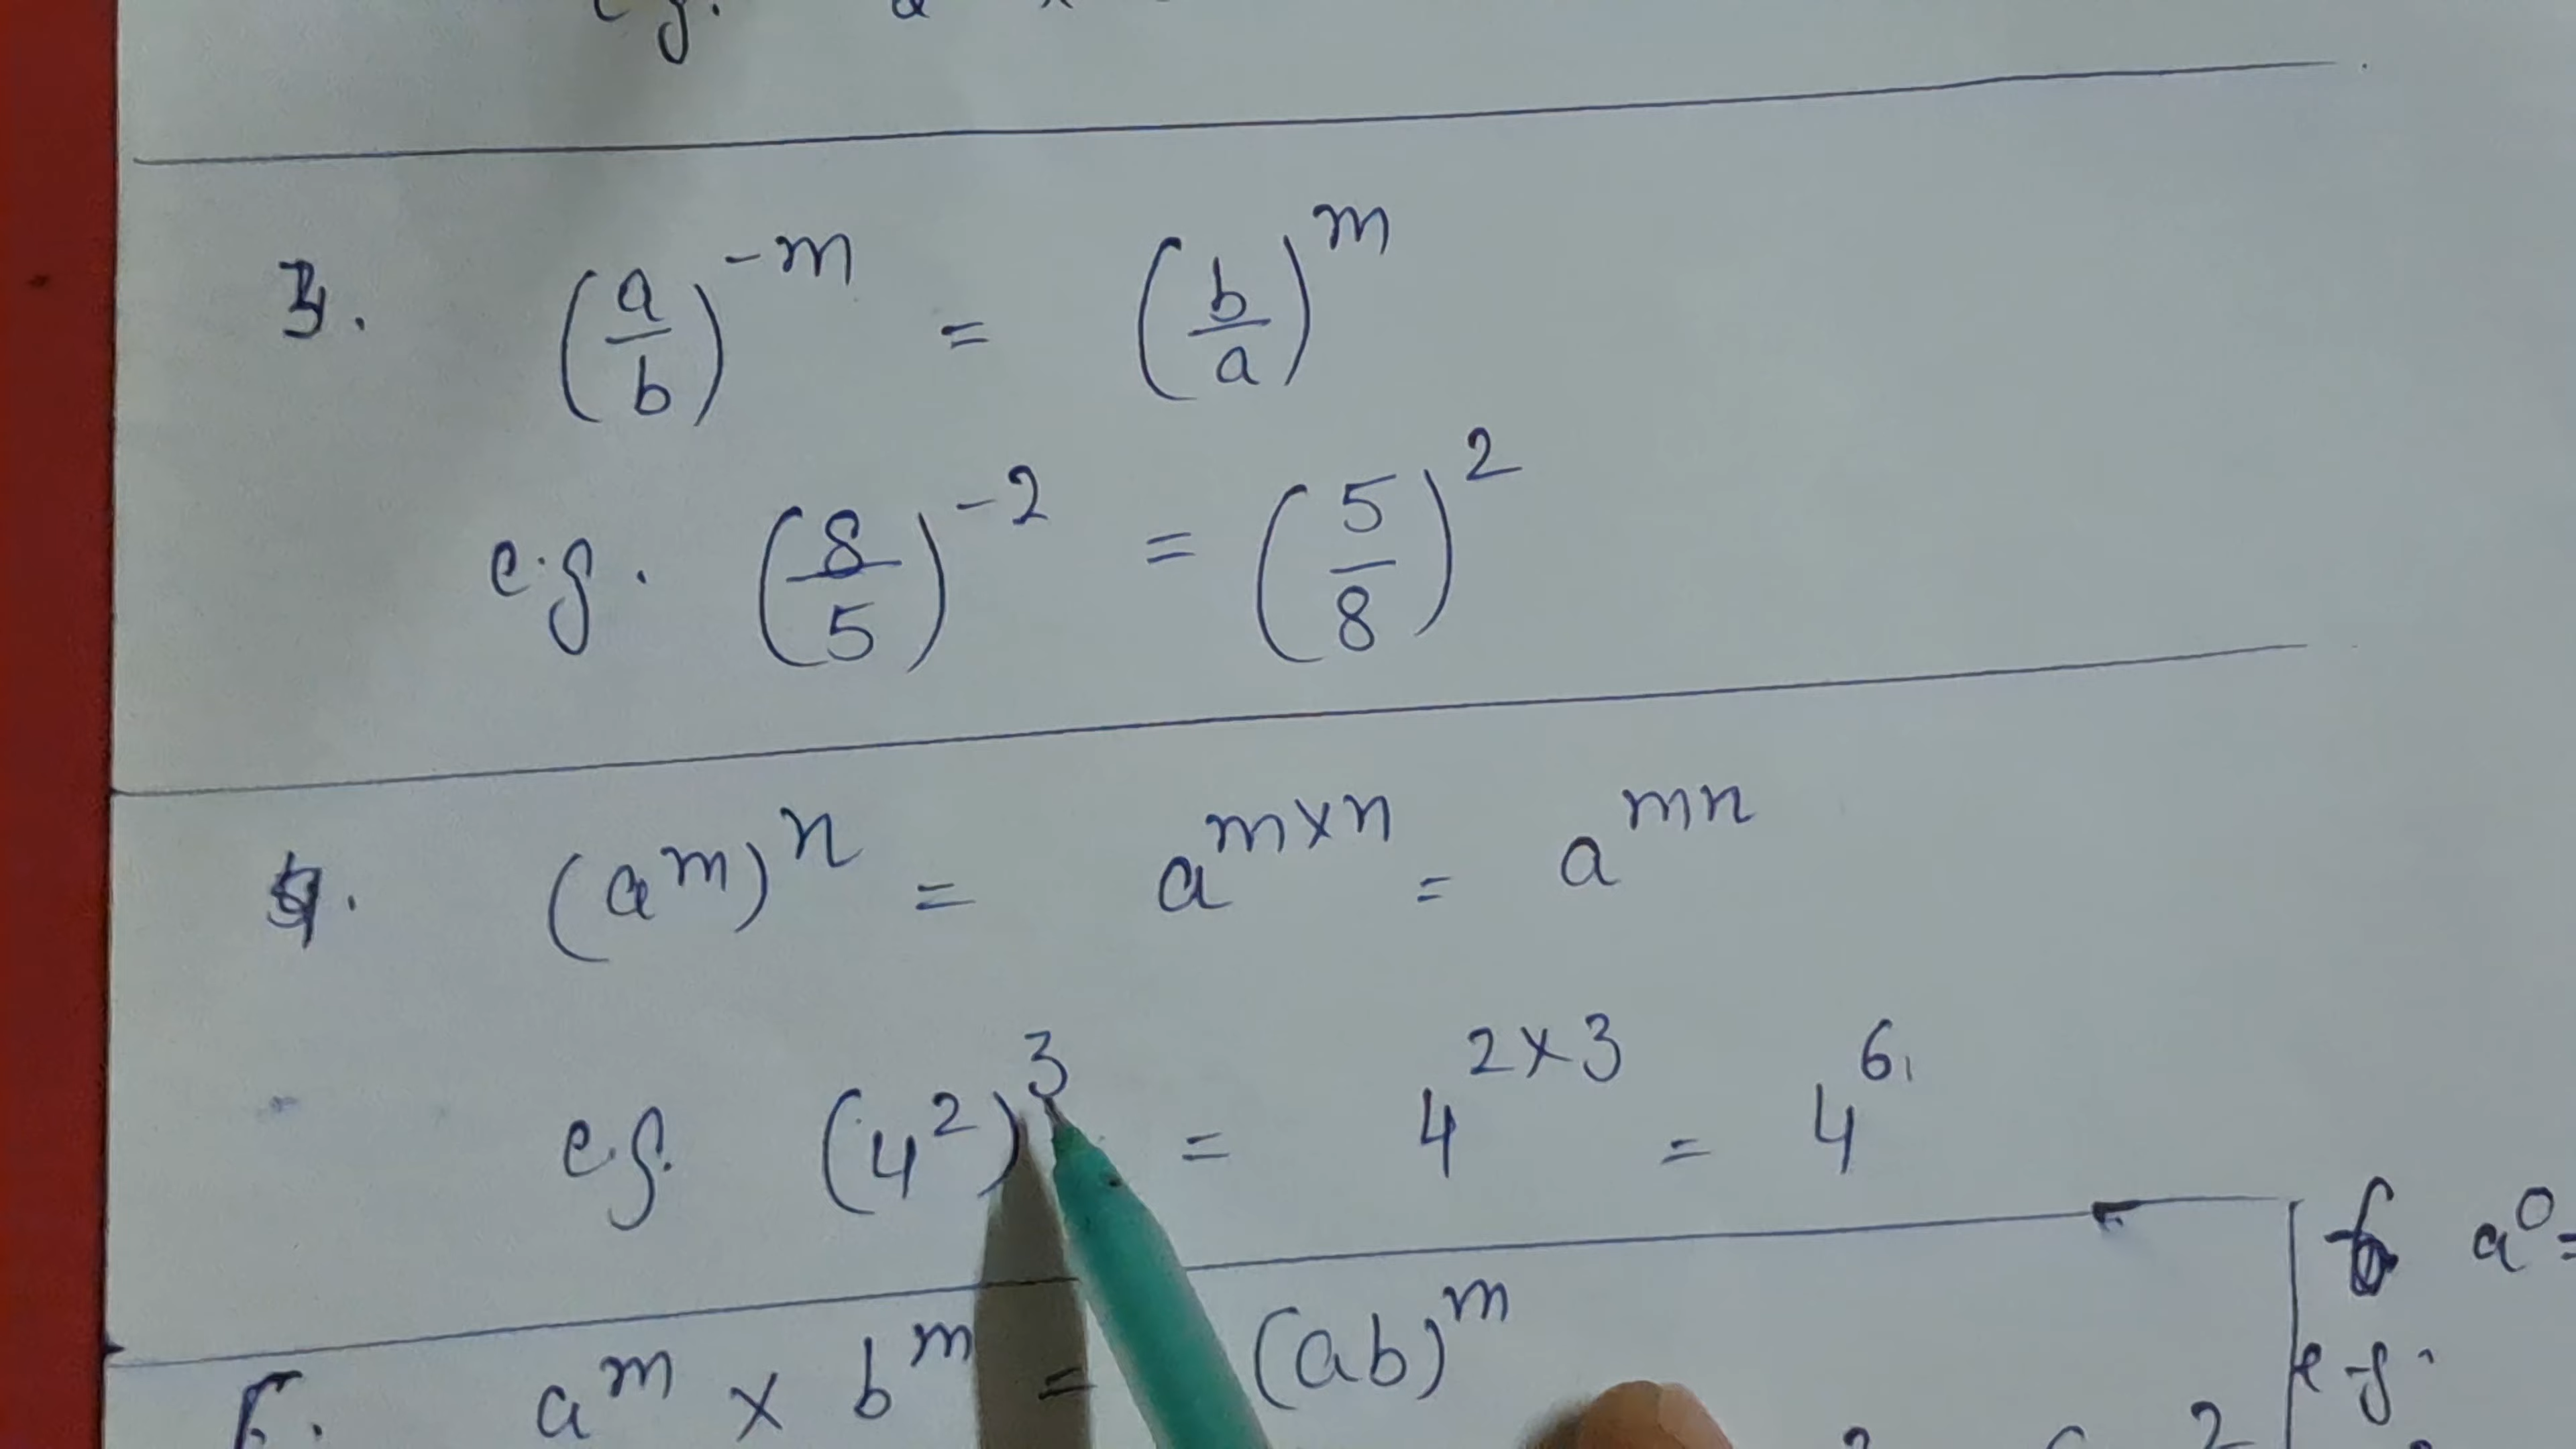 e.g. a
3. (a/b)^-m = (b/a)^m
e.g. (8/5)^-2 = (5/8)^2
4. (a^m)^n = a^m×n = a^mn
e.g. (4^2)^3 = 4^2×3 = 4^6
5. a^m × b^m = (ab)^m
6 a^0 =
e.g.